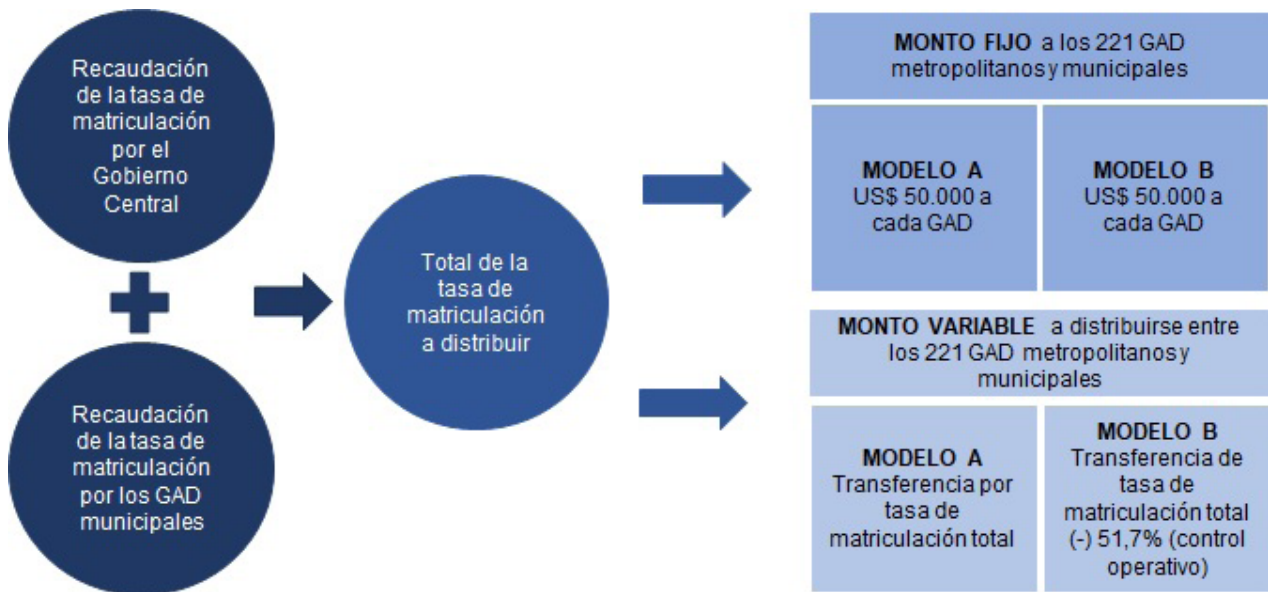 Recaudación
de la tasa de
matriculación
por el
Gobierno
Central
Recaudación
de la tasa de
matriculación
por los GAD
municipales
Total de la
tasa de
matriculación
a distribuir
MONTO FIJO a los 221 GAD
metropolitanos y municipales
MODELO A
US$ 50.000 a
cada GAD
MODELO B
US$ 50.000 a
cada GAD
MONTO VARIABLE a distribuirse entre
los 221 GAD metropolitanos y
municipales
MODELO A
Transferencia por
tasa de
matriculación total
MODELO B
Transferencia de
tasa de
matriculación total
(-) 51,7% (control
operativo)